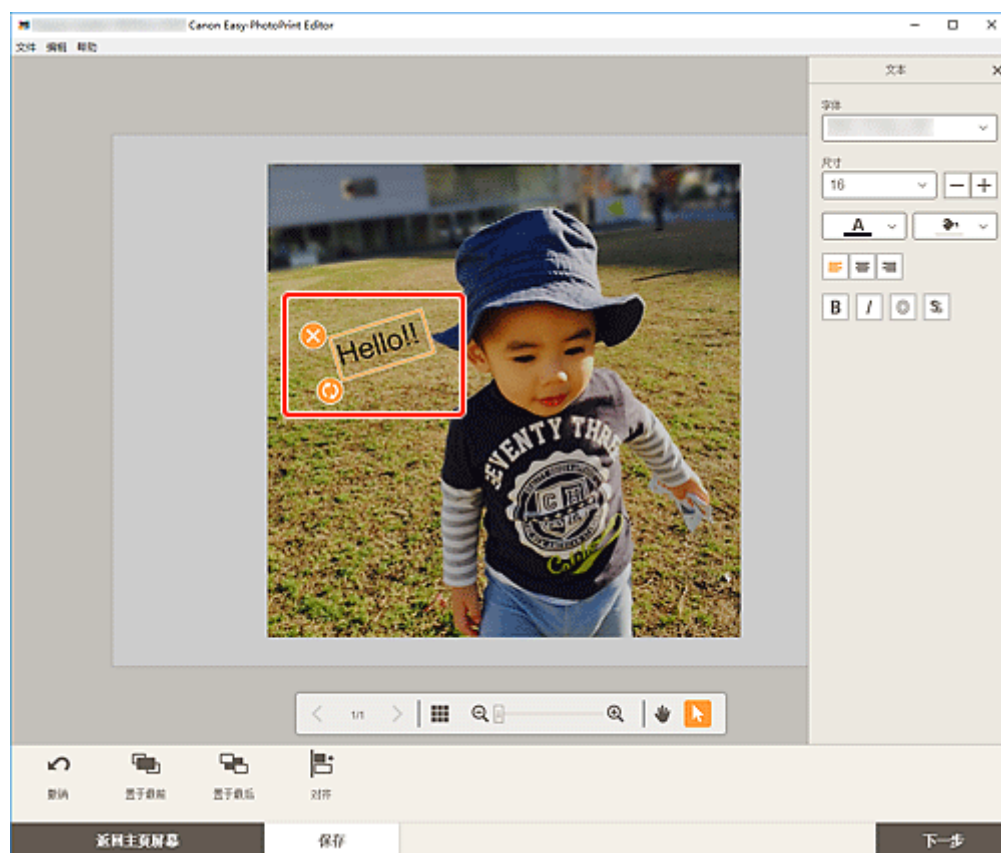 Canon Easy-PhotoPrint Editor
文件 编辑 帮助
文本
字体
尺寸
16
A
B I S
Hello!!
SEVENTY THREE
CH
1/1
撤消 置于最前 置于最后 对齐
返回主页屏幕 保存 下一步